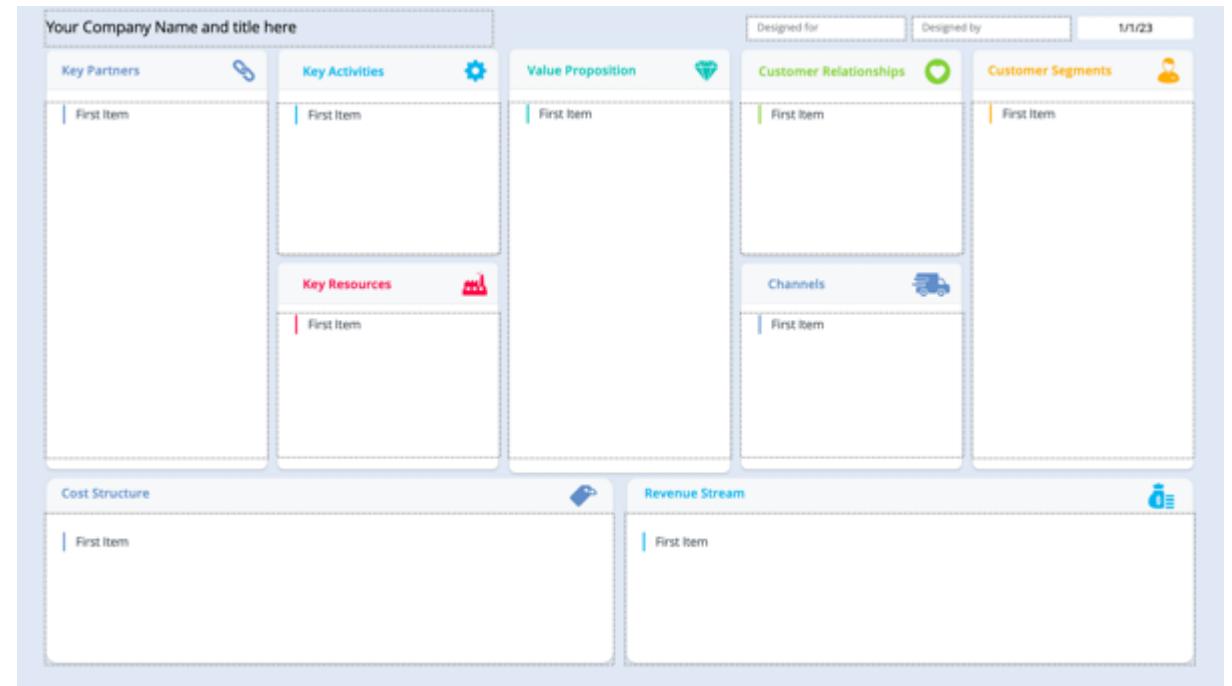 Your Company Name and title here
Designed for
Designed by
1/1/23
Key Partners
First Item
Key Activities
First Item
Key Resources
First Item
Value Proposition
First Item
Customer Relationships
First Item
Channels
First Item
Customer Segments
First Item
Cost Structure
First Item
Revenue Stream
First Item